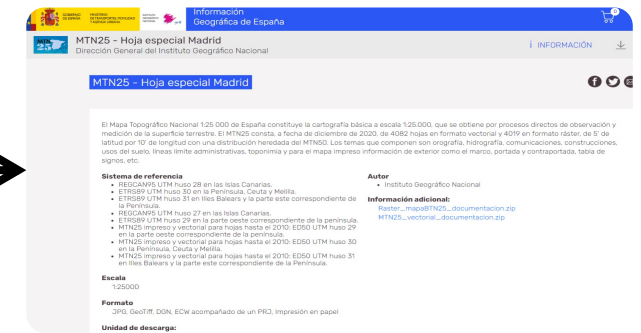 GOBIERNO
DE ESPAÑA
MINISTERIO
DE TRANSPORTES, MOVILIDAD
Y AGENDA URBANA
INSTITUTO
GEOGRÁFICO
NACIONAL
Información
Geográfica de España
0
MTN25 - Hoja especial Madrid
Dirección General del Instituto Geográfico Nacional
i INFORMACIÓN
MTN25 - Hoja especial Madrid
El Mapa Topográfico Nacional 1:25 000 de España constituye la cartografía básica a escala 1:25.000, que se obtiene por procesos directos de observación y
medición de la superficie terrestre. El MTN25 consta, a fecha de diciembre de 2020, de 4082 hojas en formato vectorial y 4019 en formato ráster, de 5' de
latitud por 10' de longitud con una distribución heredada del MTN50. Los temas que componen son orografía, hidrografía, comunicaciones, construcciones,
usos del suelo, líneas límite administrativas, toponimia y para el mapa impreso información de exterior como el marco, portada y contraportada, tabla de
signos, etc.
Sistema de referencia
• REGCAN95 UTM huso 28 en las Islas Canarias.
• ETRS89 UTM huso 30 en la Península, Ceuta y Melilla.
• ETRS89 UTM huso 31 en Illes Balears y la parte este correspondiente de
la Península.
• REGCAN95 UTM huso 27 en las Islas Canarias.
• ETRS89 UTM huso 29 en la parte oeste correspondiente de la península.
• MTN25 impreso y vectorial para hojas hasta el 2010: ED50 UTM huso 29
en la parte oeste correspondiente de la península.
• MTN25 impreso y vectorial para hojas hasta el 2010: ED50 UTM huso 30
en la Península, Ceuta y Melilla.
• MTN25 impreso y vectorial para hojas hasta el 2010: ED50 UTM huso 31
en Illes Balears y la parte este correspondiente de la Península.
Escala
1:25000
Formato
JPG, GeoTiff, DGN, ECW acompañado de un PRJ, Impresión en papel
Unidad de descarga:
Autor
• Instituto Geográfico Nacional
Información adicional:
Raster_mapaBTN25_documentacion.zip
MTN25_vectorial_documentacion.zip